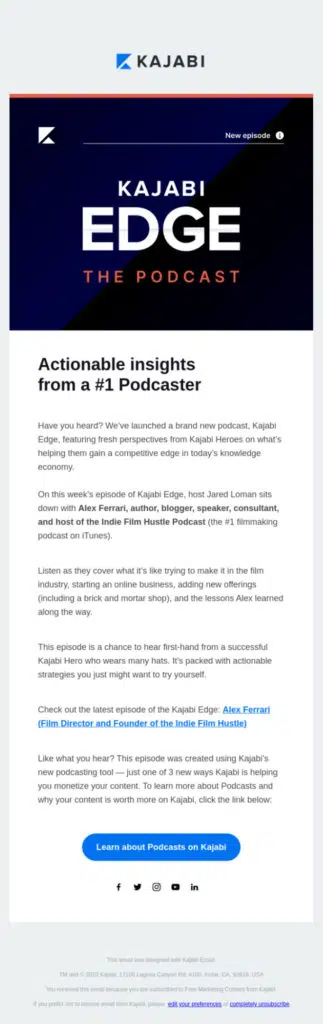 KAJABI
New episode
KAJABI
EDGE
THE PODCAST
Actionable insights
from a #1 Podcaster
Have you heard? We've launched a brand new podcast, Kajabi
Edge, featuring fresh perspectives from Kajabi Heroes on what's
helping them gain a competitive edge in today's knowledge
economy.
On this week's episode of Kajabi Edge, host Jared Loman sits
down with Alex Ferrari, author, blogger, speaker, consultant,
and host of the Indie Film Hustle Podcast (the #1 filmmaking
podcast on iTunes).
Listen as they cover what it's like trying to make it in the film
industry, starting an online business, adding new offerings
(including a brick and mortar shop), and the lessons Alex learned
along the way.
This episode is a chance to hear first-hand from a successful
Kajabi Hero who wears many hats. It's packed with actionable
strategies you just might want to try yourself.
Check out the latest episode of the Kajabi Edge: Alex Ferrari
(Film Director and Founder of the Indie Film Hustle)
Like what you hear? This episode was created using Kajabi's
new podcasting tool — just one of 3 new ways Kajabi is helping
you monetize your content. To learn more about Podcasts and
why your content is worth more on Kajabi, click the link below:
Learn about Podcasts on Kajabi
This email was designed with Kajabi Email.
Kajabi, 17100 Laguna Canyon Rd, Irvine, CA, USA
You received this email because you are subscribed to Free Marketing Content from Kajabi
If you prefer not to receive email from Kajabi, please edit your preferences or completely unsubscribe